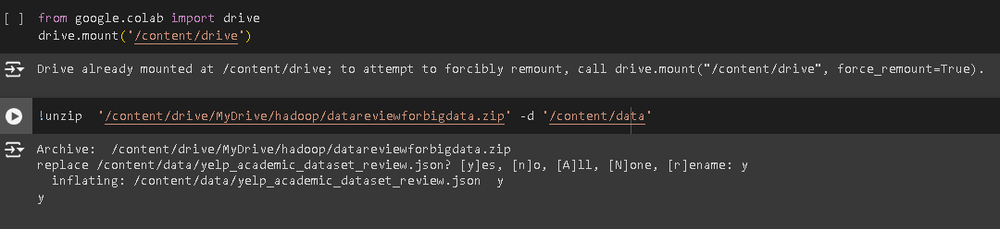 [ ] from google.colab import drive
drive.mount('/content/drive')
Drive already mounted at /content/drive; to attempt to forcibly remount, call drive.mount("/content/drive", force_remount=True).
!unzip '/content/drive/MyDrive/hadoop/datareviewforbigdata.zip' -d '/content/data'
Archive: /content/drive/MyDrive/hadoop/datareviewforbigdata.zip
replace /content/data/yelp_academic_dataset_review.json? [y]es, [n]o, [A]ll, [N]one, [r]ename: y
inflating: /content/data/yelp_academic_dataset_review.json y
y